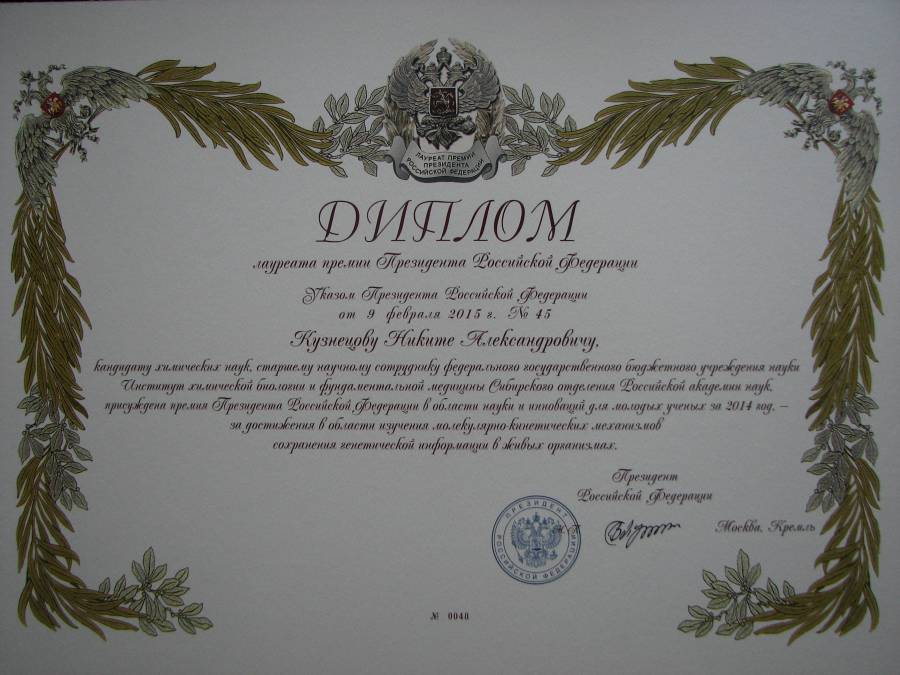 ЛАУРЕАТ ПРЕМИИ
ПРЕЗИДЕНТА
РОССИЙСКОЙ ФЕДЕРАЦИИ
ДИПЛОМ
лауреата премии Президента Российской Федерации
Указом Президента Российской Федерации
от 9 февраля 2015 г. № 45
Кузнецову Никите Александровичу,
кандидату химических наук, старшему научному сотруднику федерального государственного бюджетного учреждения науки
Институт химической биологии и фундаментальной медицины Сибирского отделения Российской академии наук,
присуждена премия Президента Российской Федерации в области науки и инноваций для молодых ученых за 2014 год, –
за достижения в области изучения молекулярно-кинетических механизмов
сохранения генетической информации в живых организмах.
Президент
Российской Федерации
Москва, Кремль
ПРЕЗИДЕНТ
РОССИЙСКОЙ ФЕДЕРАЦИИ
№ 0048